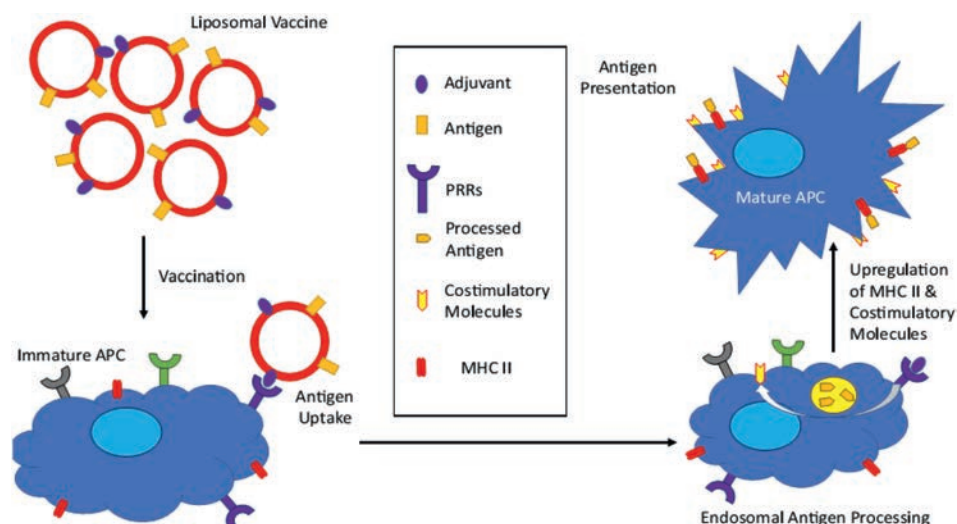 Liposomal Vaccine
Vaccination
Immature APC
Antigen
Uptake
Adjuvant
Antigen
PRRs
Processed
Antigen
Costimulatory
Molecules
MHC II
Antigen
Presentation
Mature APC
Upregulation
of MHC II &
Costimulatory
Molecules
Endosomal Antigen Processing